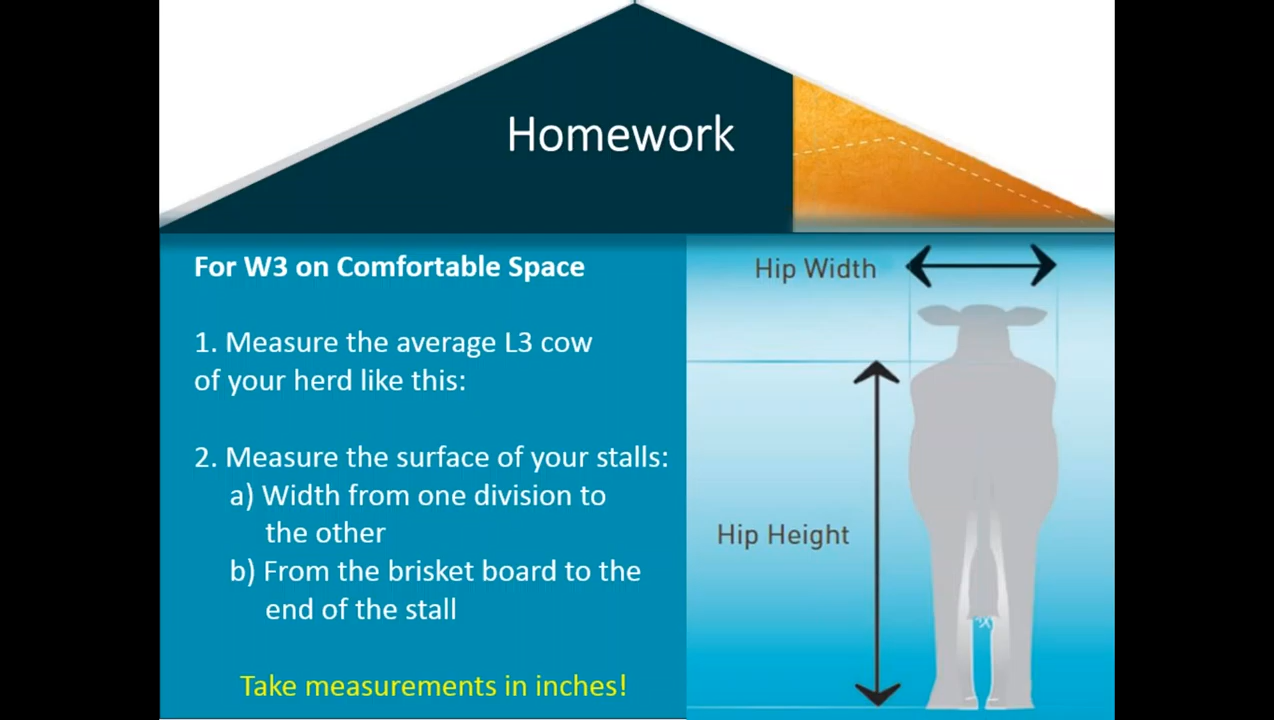 Homework
For W3 on Comfortable Space
1. Measure the average L3 cow
of your herd like this:
2. Measure the surface of your stalls:
a) Width from one division to
the other
b) From the brisket board to the
end of the stall
Take measurements in inches!
Hip Width
Hip Height